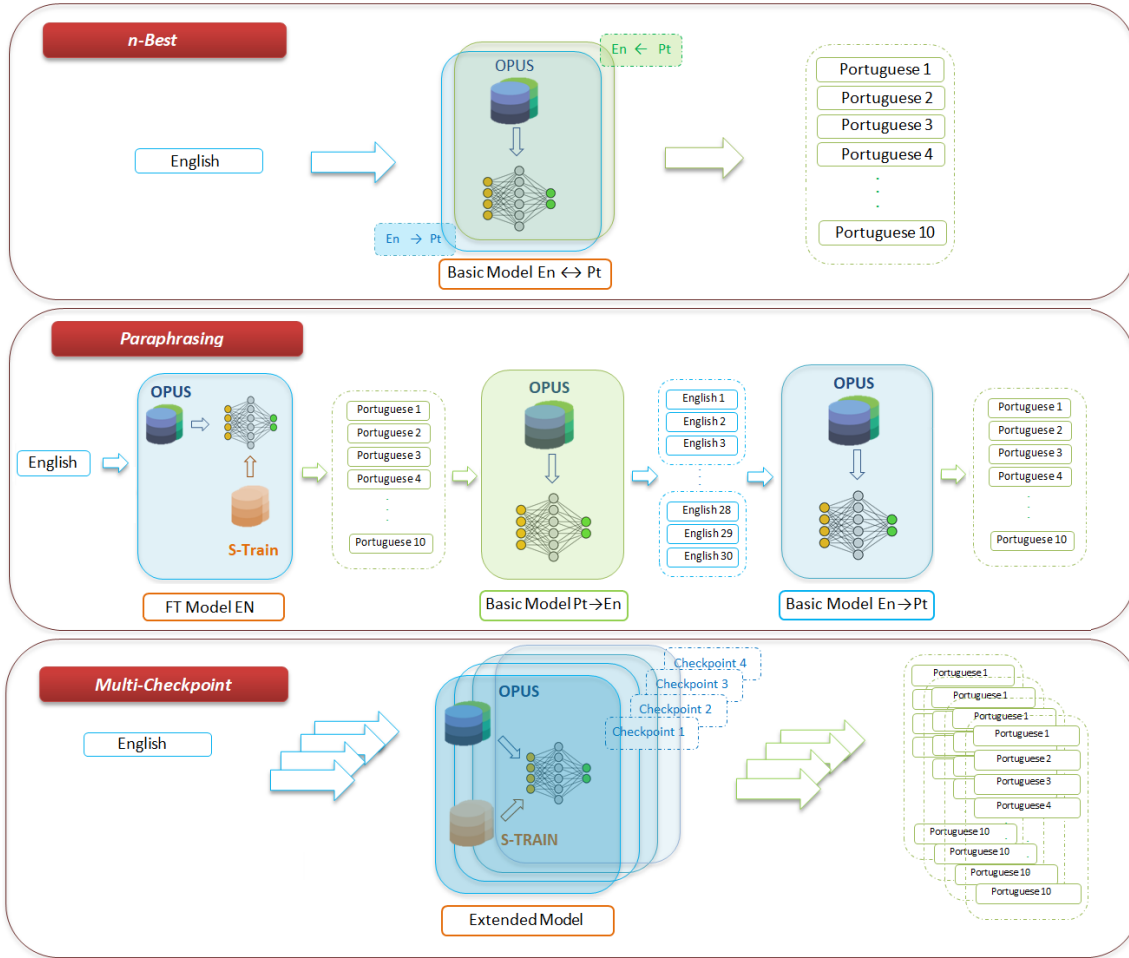 n-Best
En ← Pt
OPUS
English
En → Pt
Basic Model En ↔ Pt
Portuguese 1
Portuguese 2
Portuguese 3
Portuguese 4
Portuguese 10
Paraphrasing
English
OPUS
S-Train
FT Model EN
Portuguese 1
Portuguese 2
Portuguese 3
Portuguese 4
Portuguese 10
OPUS
Basic Model Pt→En
English 1
English 2
English 3
English 28
English 29
English 30
OPUS
Basic Model En→Pt
Portuguese 1
Portuguese 2
Portuguese 3
Portuguese 4
Portuguese 10
Multi-Checkpoint
English
OPUS
S-TRAIN
Extended Model
Checkpoint 4
Checkpoint 3
Checkpoint 2
Checkpoint 1
Portuguese 1
Portuguese 1
Portuguese 1
Portuguese 1
Portuguese 2
Portuguese 3
Portuguese 4
Portuguese 10
Portuguese 10
Portuguese 10
Portuguese 10